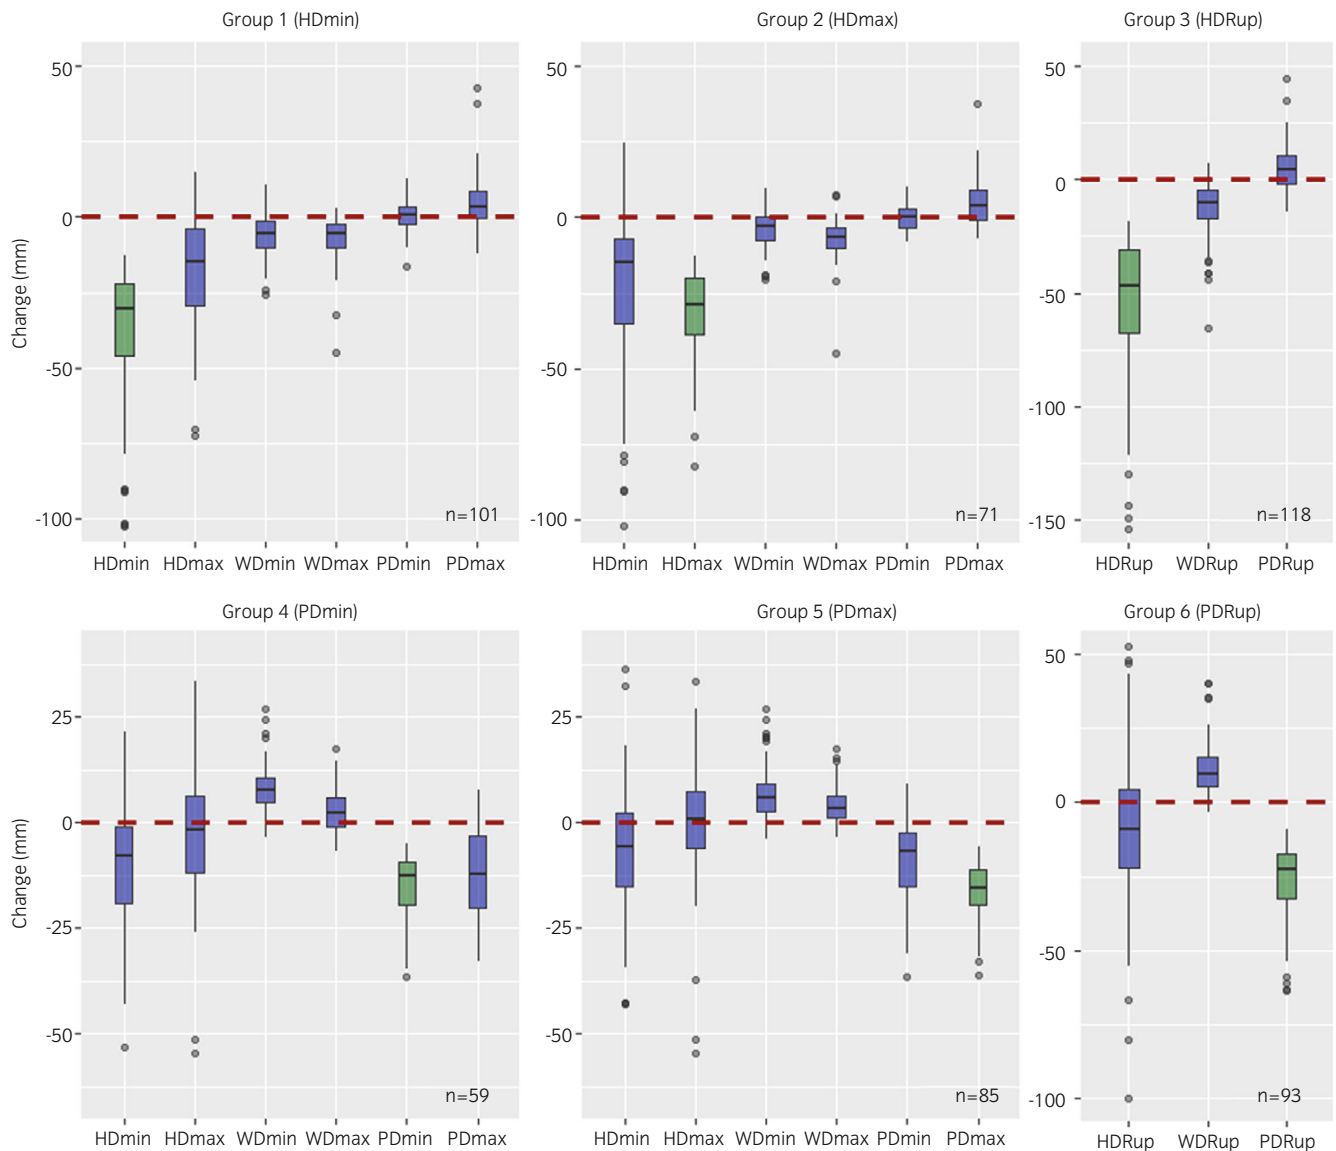 Group 1 (HDmin)
Group 2 (HDmax)
Group 3 (HDRup)
Change (mm)
50
0
-50
-100
n=101
HDmin HDmax WDmin WDmax PDmin PDmax
50
0
-50
-100
n=71
HDmin HDmax WDmin WDmax PDmin PDmax
50
0
-50
-100
-150
n=118
HDRup WDRup PDRup
Group 4 (PDmin)
Group 5 (PDmax)
Group 6 (PDRup)
Change (mm)
25
0
-25
-50
n=59
HDmin HDmax WDmin WDmax PDmin PDmax
25
0
-25
-50
n=85
HDmin HDmax WDmin WDmax PDmin PDmax
50
0
-50
-100
n=93
HDRup WDRup PDRup